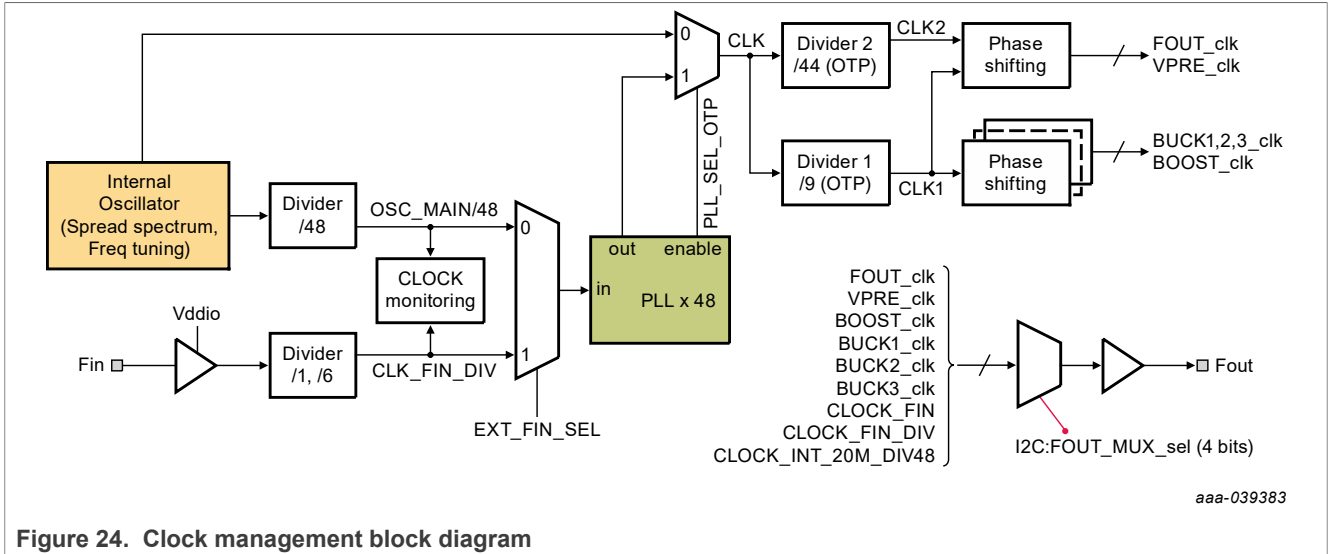 0
1
CLK
Divider 2
/44 (OTP)
CLK2
Phase
shifting
FOUT_clk
VPRE_clk
PLL_SEL_OTP
Divider 1
/9 (OTP)
CLK1
Phase
shifting
BUCK1,2,3_clk
BOOST_clk
Internal
Oscillator
(Spread spectrum,
Freq tuning)
Divider
/48
OSC_MAIN/48
0
CLOCK
monitoring
out
enable
in
PLL x 48
Vddio
Fin
Divider
/1, /6
CLK_FIN_DIV
1
EXT_FIN_SEL
FOUT_clk
VPRE_clk
BOOST_clk
BUCK1_clk
BUCK2_clk
BUCK3_clk
CLOCK_FIN
CLOCK_FIN_DIV
CLOCK_INT_20M_DIV48
Fout
I2C:FOUT_MUX_sel (4 bits)
aaa-039383
Figure 24. Clock management block diagram